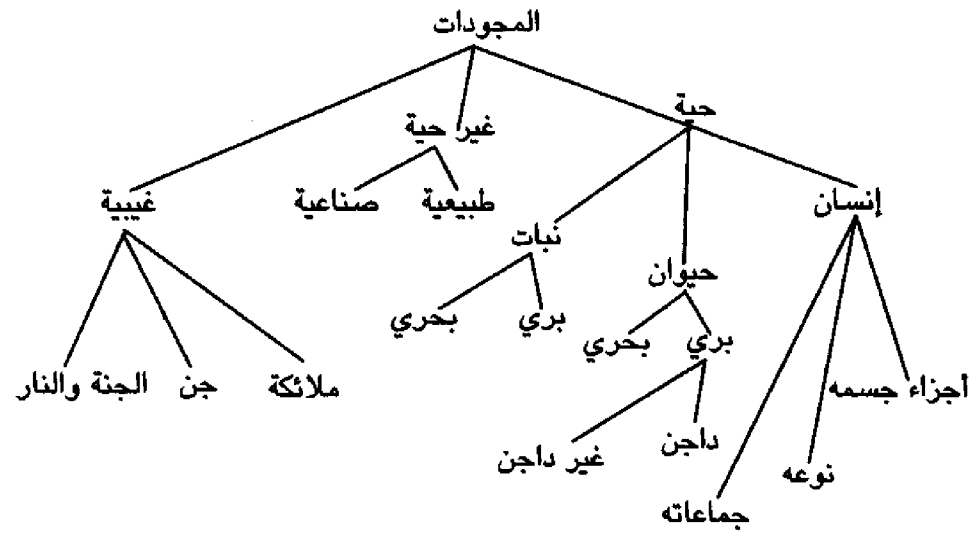 المجودات
حية
غير حية
غيبية
صناعية
طبيعية
إنسان
نبات
حيوان
بحري
بري
بحري
بري
الجنة والنار
جن
ملائكة
أجزاء جسمه
غير داجن
داجن
نوعه
جماعاته